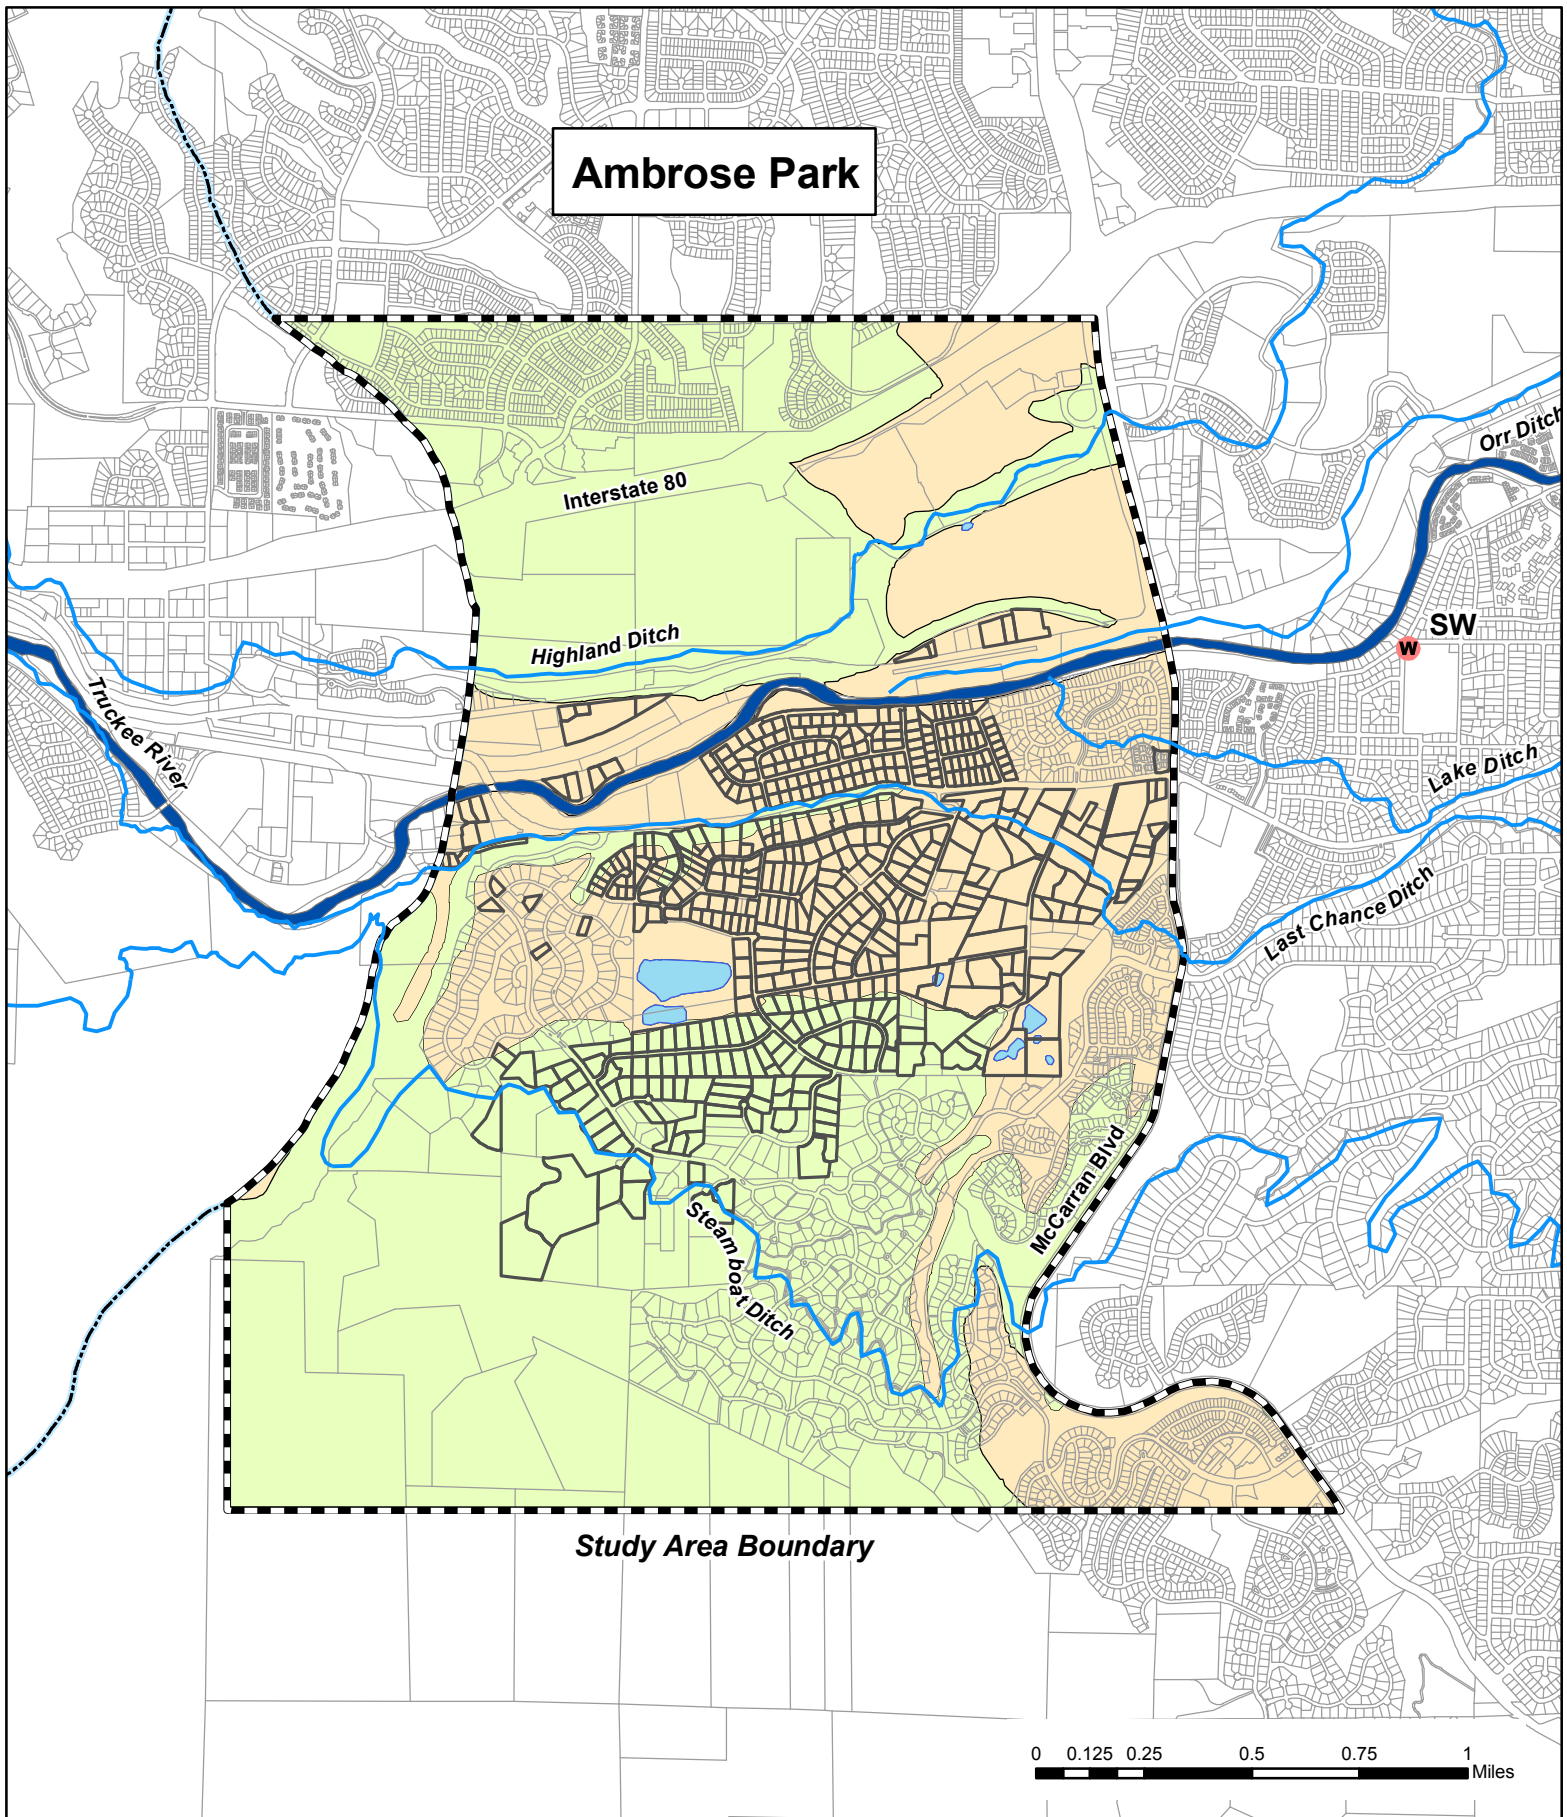 Ambrose Park
Orr Ditch
Interstate 80
SW
W
Highland Ditch
Truckee River
Lake Ditch
Last Chance Ditch
McCarran Blvd
Steamboat Ditch
Study Area Boundary
0 0.125 0.25 0.5 0.75 1
Miles